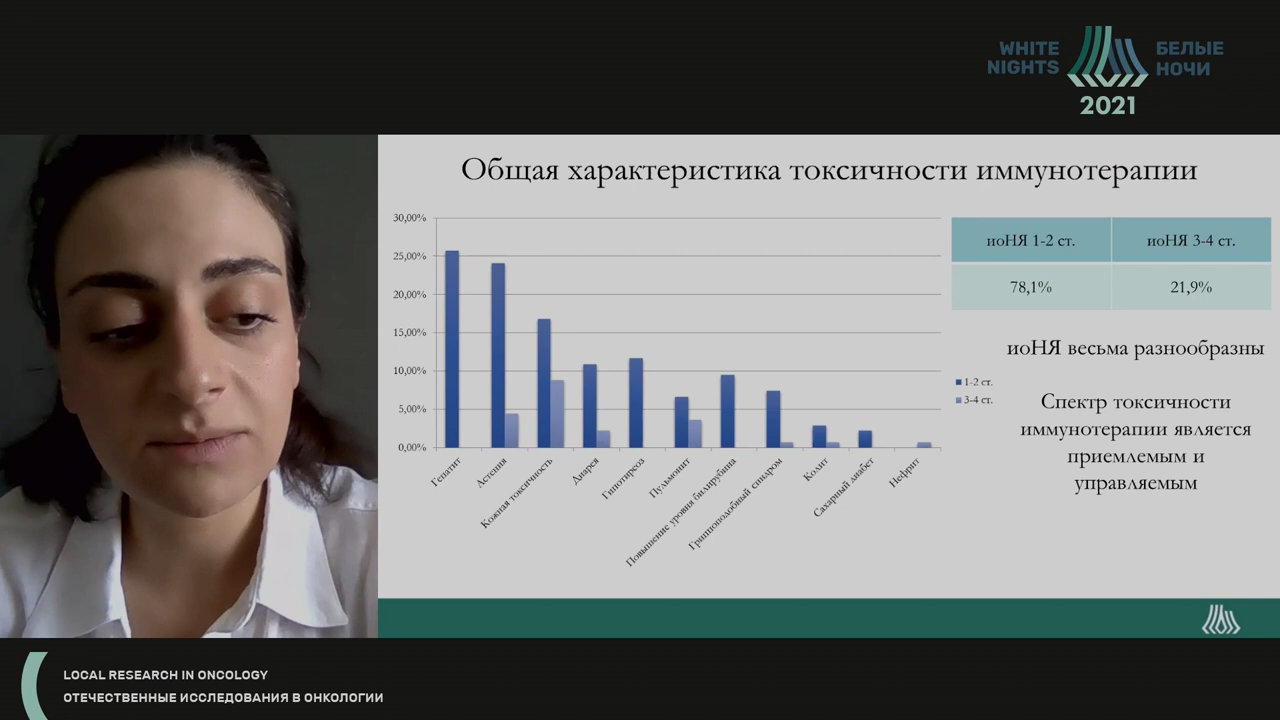 WHITE
NIGHTS
БЕЛЫЕ
НОЧИ
2021
Общая характеристика токсичности иммунотерапии
30,00%
25,00%
20,00%
15,00%
10,00%
5,00%
0,00%
Гепатит
Астения
Кожная токсичность
Диарея
Гипотиреоз
Пульмонит
Повышение уровня билирубина
Гриппоподобный синдром
Колит
Сахарный диабет
Нефрит
1-2 ст.
3-4 ст.
иоНЯ 1-2 ст.
иоНЯ 3-4 ст.
78,1%
21,9%
иоНЯ весьма разнообразны
Спектр токсичности
иммунотерапии является
приемлемым и
управляемым
LOCAL RESEARCH IN ONCOLOGY
ОТЕЧЕСТВЕННЫЕ ИССЛЕДОВАНИЯ В ОНКОЛОГИИ